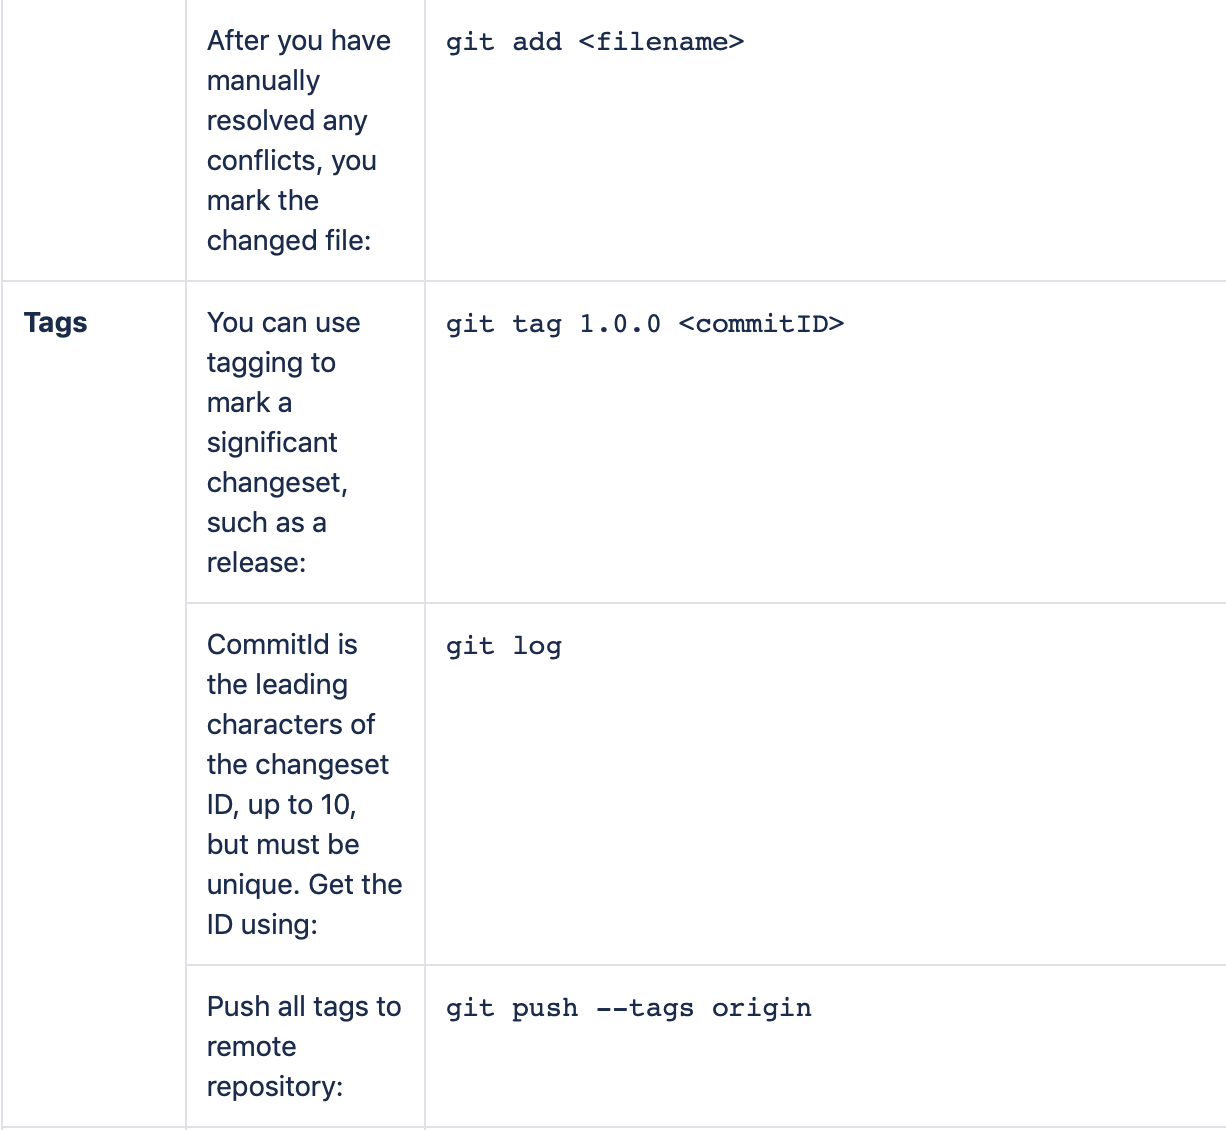 After you have
manually
resolved any
conflicts, you
mark the
changed file:
git add <filename>
Tags
You can use
tagging to
mark a
significant
changeset,
such as a
release:
git tag 1.0.0 <commitID>
CommitId is
the leading
characters of
the changeset
ID, up to 10,
but must be
unique. Get the
ID using:
git log
Push all tags to
remote
repository:
git push --tags origin